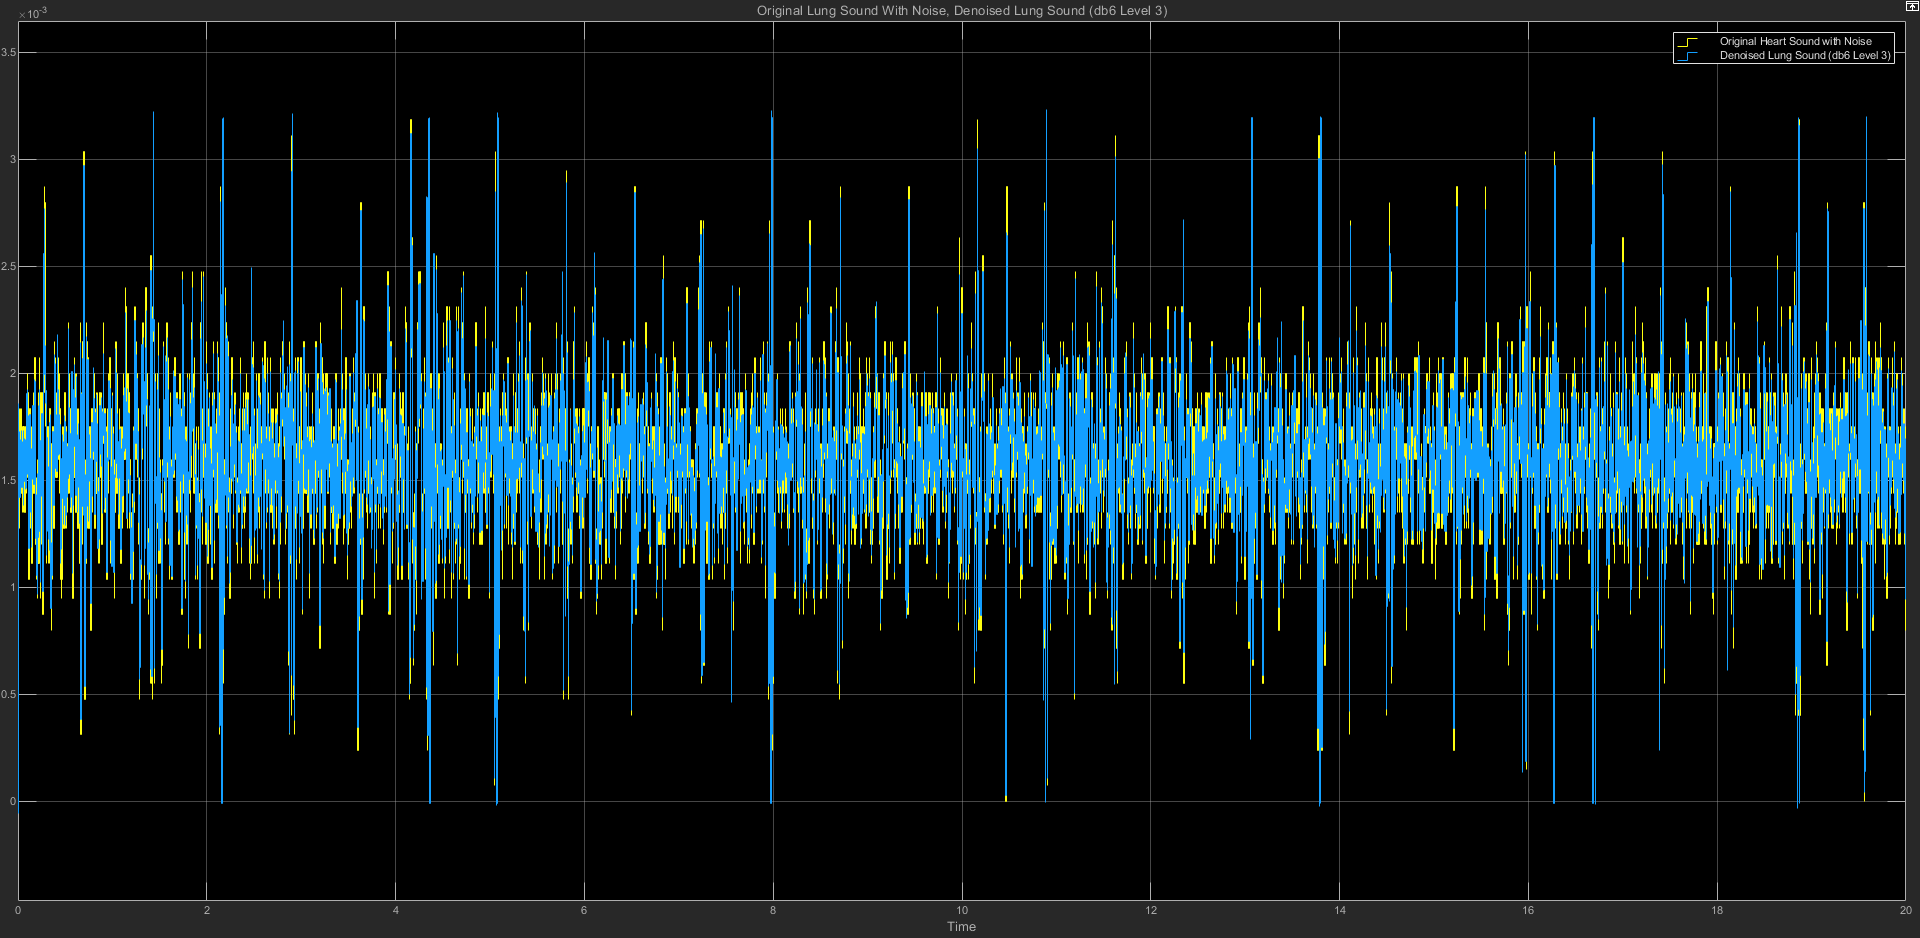 ×10⁻³
Original Lung Sound With Noise, Denoised Lung Sound (db6 Level 3)
Original Heart Sound with Noise
Denoised Lung Sound (db6 Level 3)
3.5
3
2.5
2
1.5
1
0.5
0
0 2 4 6 8 10 12 14 16 18 20
Time